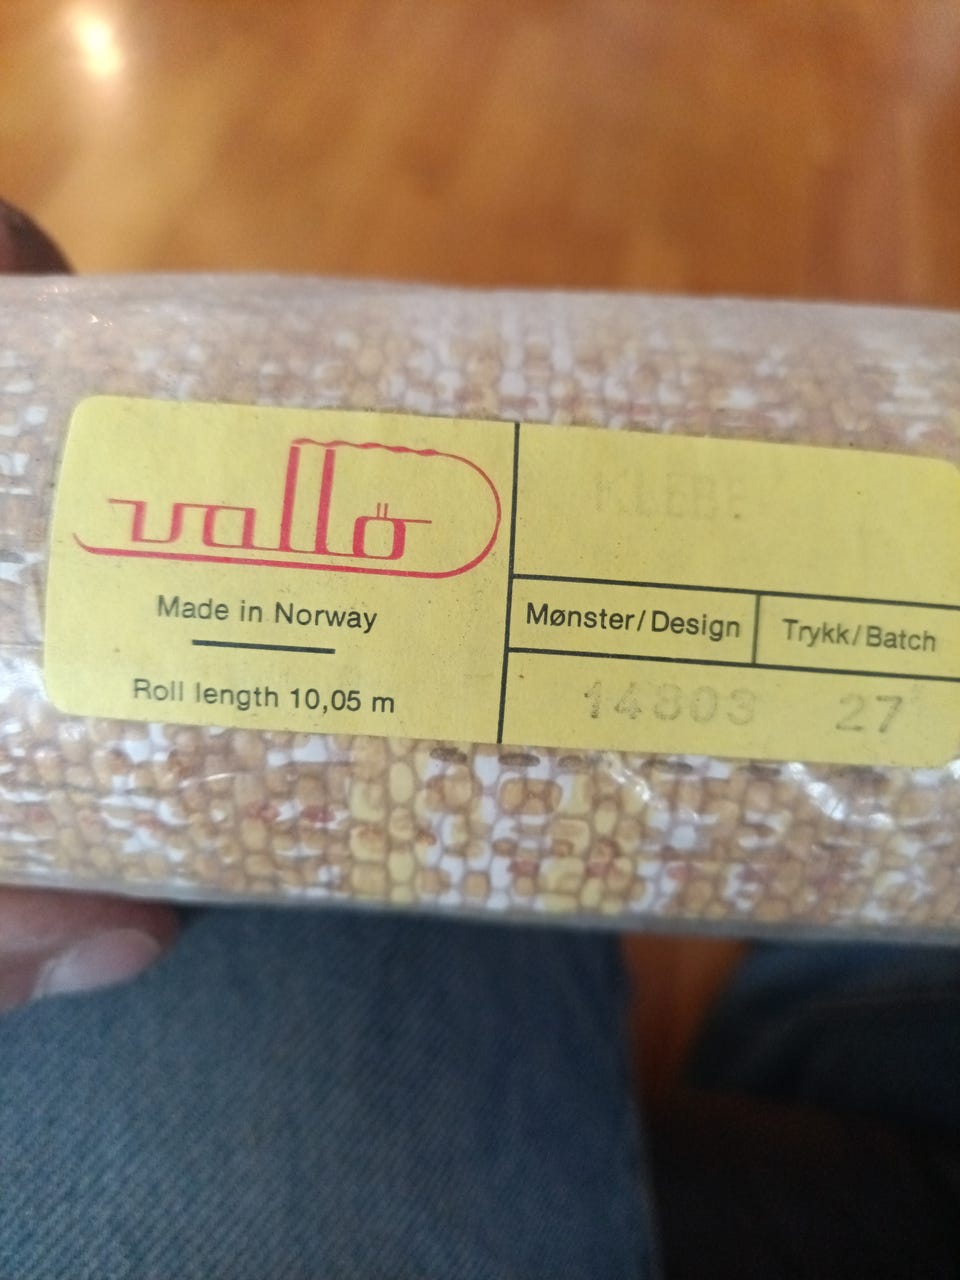 vallö
Made in Norway
Roll length 10,05 m
KLEBE
Mønster/Design
Trykk/Batch
14803
27